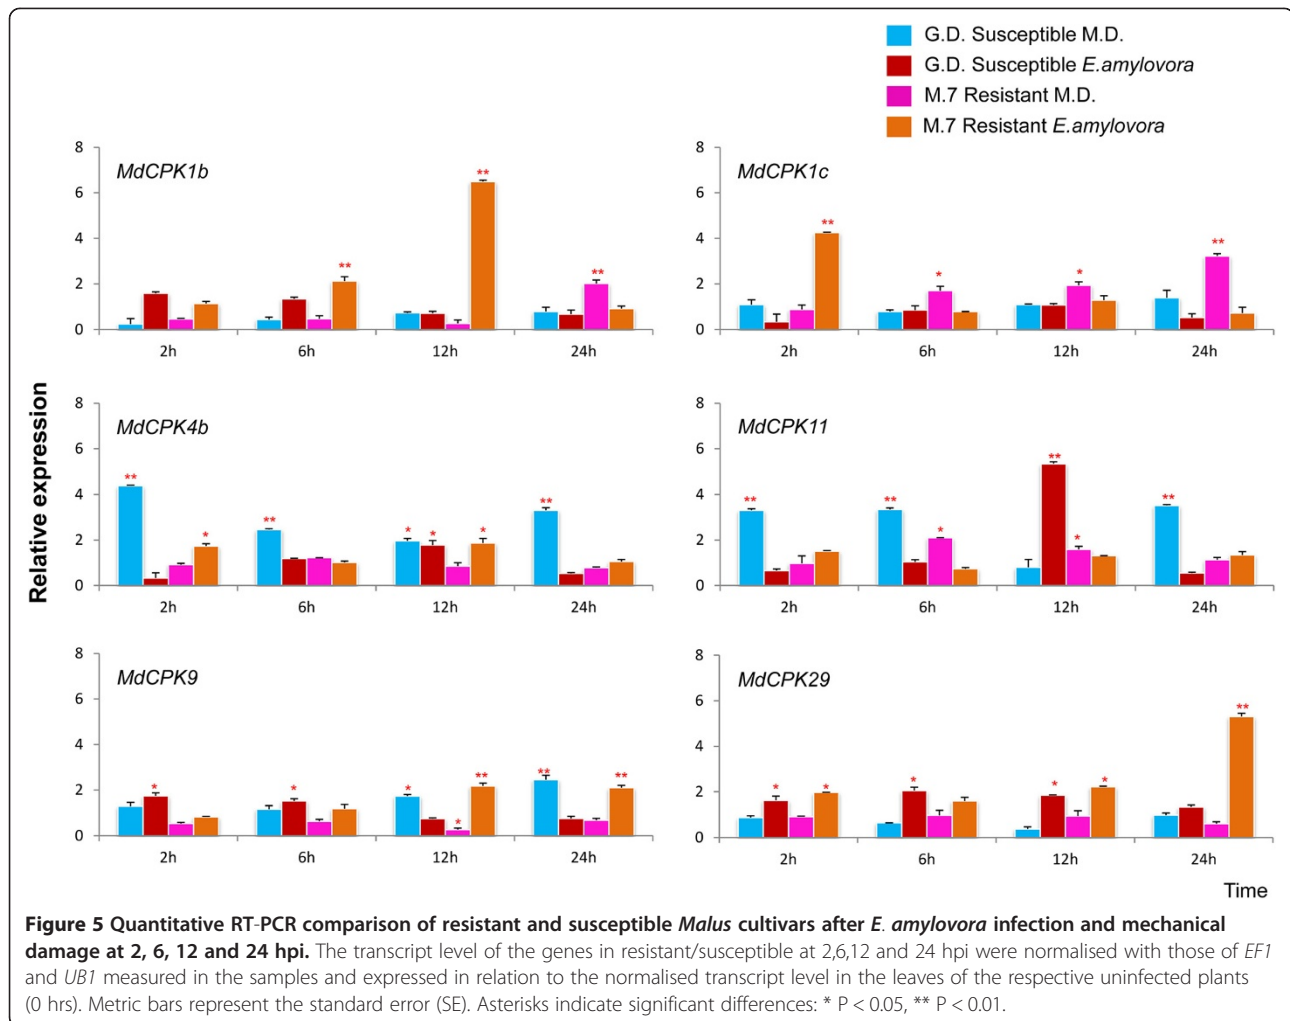 G.D. Susceptible M.D.
G.D. Susceptible E.amylovora
M.7 Resistant M.D.
M.7 Resistant E.amylovora
Relative expression
MdCPK1b
8
6
4
2
0
**
**
**
2h 6h 12h 24h
MdCPK1c
8
6
4
2
0
**
*
*
**
2h 6h 12h 24h
MdCPK4b
8
6
4
2
0
**
*
**
*
*
*
**
2h 6h 12h 24h
MdCPK11
8
6
4
2
0
**
**
*
**
*
**
2h 6h 12h 24h
MdCPK9
8
6
4
2
0
*
*
*
*
**
**
**
2h 6h 12h 24h
MdCPK29
8
6
4
2
0
*
*
*
*
*
**
2h 6h 12h 24h
Time
Figure 5 Quantitative RT-PCR comparison of resistant and susceptible Malus cultivars after E. amylovora infection and mechanical
damage at 2, 6, 12 and 24 hpi. The transcript level of the genes in resistant/susceptible at 2,6,12 and 24 hpi were normalised with those of EF1
and UB1 measured in the samples and expressed in relation to the normalised transcript level in the leaves of the respective uninfected plants
(0 hrs). Metric bars represent the standard error (SE). Asterisks indicate significant differences: * P < 0.05, ** P < 0.01.